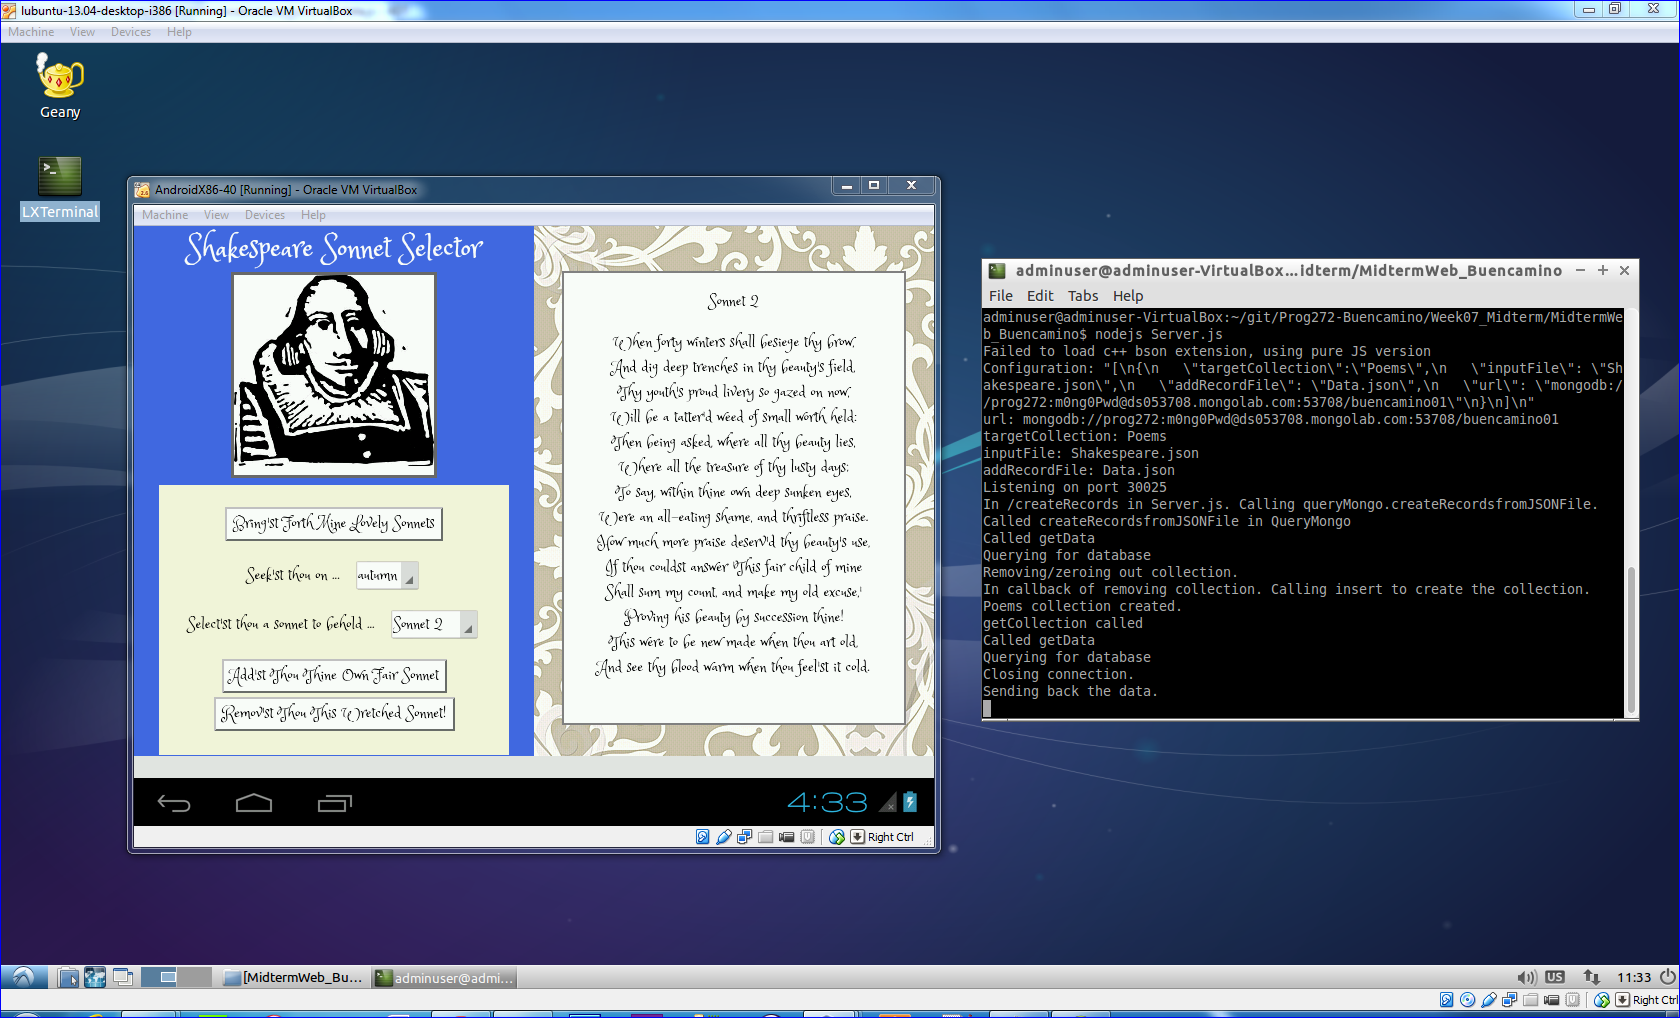 lubuntu-13.04-desktop-i386 [Running] - Oracle VM VirtualBox
Machine View Devices Help
Geany
LXTerminal
AndroidX86-40 [Running] - Oracle VM VirtualBox
Machine View Devices Help
Shakespeare Sonnet Selector
Bring'st Forth Mine Lovely Sonnets
Seek'st thou on ... autumn
Select'st thou a sonnet to behold ... Sonnet 2
Add'st Thou Thine Own Fair Sonnet
Remov'st Thou This Wretched Sonnet!
Sonnet 2
When forty winters shall besiege thy brow,
And dig deep trenches in thy beauty's field,
Thy youth's proud livery so gazed on now,
Will be a tatter'd weed of small worth held:
Then being asked, where all thy beauty lies,
Where all the treasure of thy lusty days;
To say, within thine own deep sunken eyes,
Were an all-eating shame, and thriftless praise.
How much more praise deserv'd thy beauty's use,
If thou couldst answer 'This fair child of mine
Shall sum my count, and make my old excuse,'
Proving his beauty by succession thine!
This were to be new made when thou art old,
And see thy blood warm when thou feel'st it cold.
4:33
Right Ctrl
adminuser@adminuser-VirtualBox...idterm/MidtermWeb_Buencamino
File Edit Tabs Help
adminuser@adminuser-VirtualBox:~/git/Prog272-Buencamino/Week07_Midterm/MidtermWe
b_Buencamino$ nodejs Server.js
Failed to load c++ bson extension, using pure JS version
Configuration: "[\n{\n   \"targetCollection\":\"Poems\",\n   \"inputFile\": \"Sh
akespeare.json\",\n   \"addRecordFile\": \"Data.json\",\n   \"url\": \"mongodb:/
/prog272:m0ng0Pwd@ds053708.mongolab.com:53708/buencamino01\"\n}\n]\n"
url: mongodb://prog272:m0ng0Pwd@ds053708.mongolab.com:53708/buencamino01
targetCollection: Poems
inputFile: Shakespeare.json
addRecordFile: Data.json
Listening on port 30025
In /createRecords in Server.js. Calling queryMongo.createRecordsfromJSONFile.
Called createRecordsfromJSONFile in QueryMongo
Called getData
Querying for database
Removing/zeroing out collection.
In callback of removing collection. Calling insert to create the collection.
Poems collection created.
getCollection called
Called getData
Querying for database
Closing connection.
Sending back the data.
[MidtermWeb_Bu... adminuser@admi... US 11:33
Right Ctrl